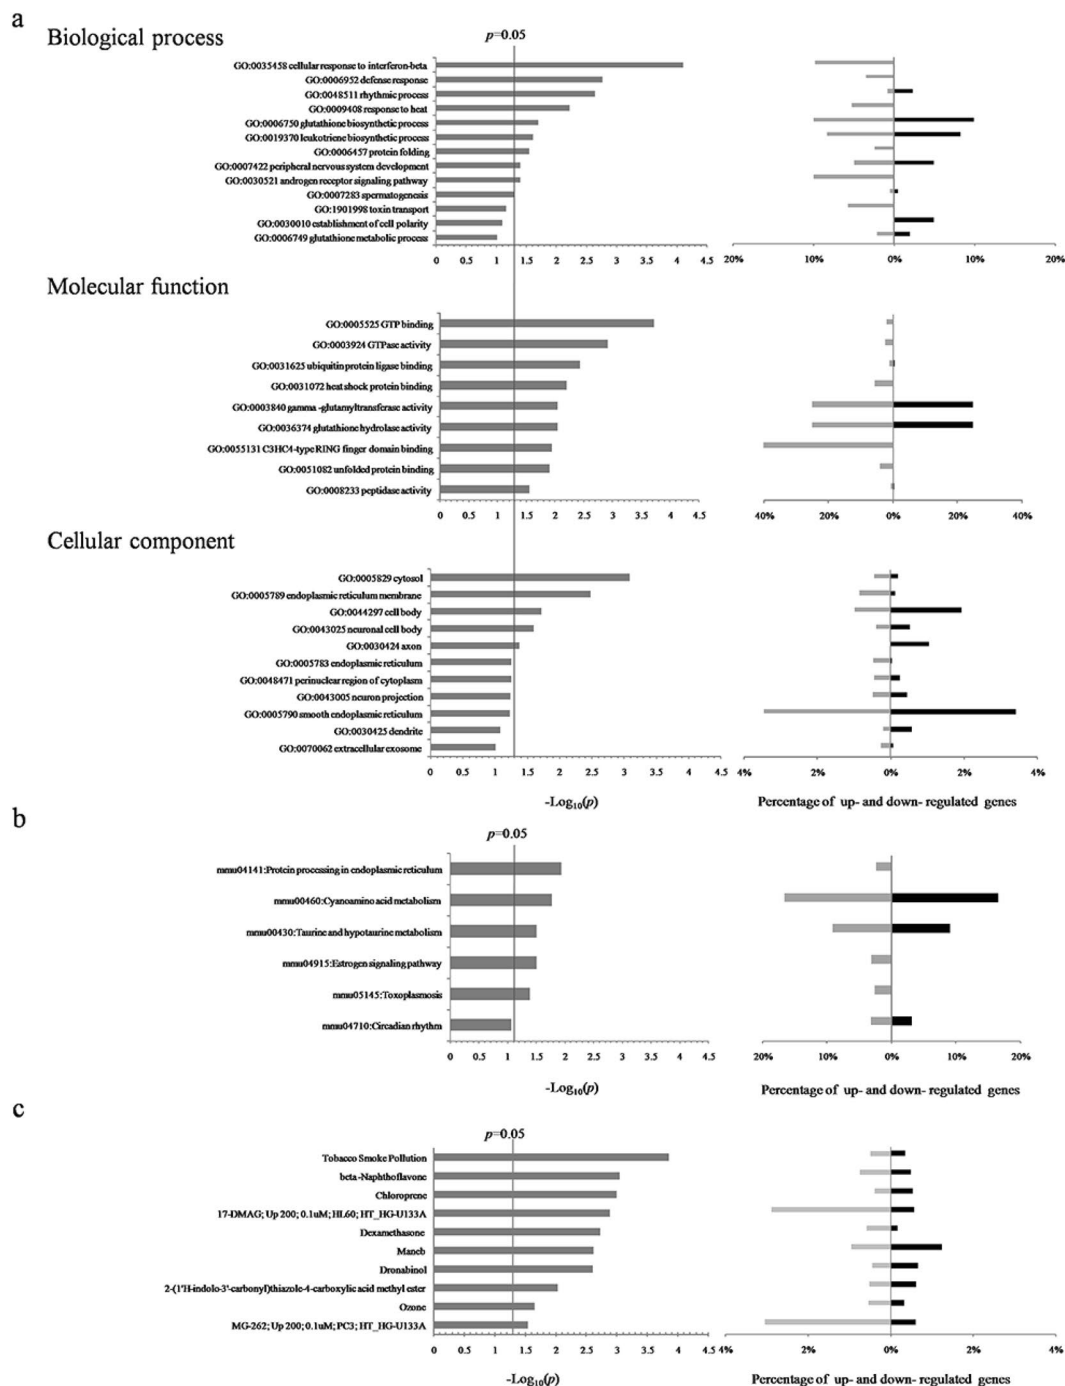 a
Biological process
p=0.05
GO:0035458 cellular response to interferon-beta
GO:0006952 defense response
GO:0048511 rhythmic process
GO:0009408 response to heat
GO:0006750 glutathione biosynthetic process
GO:0019370 leukotriene biosynthetic process
GO:0006457 protein folding
GO:0007422 peripheral nervous system development
GO:0030521 androgen receptor signaling pathway
GO:0007283 spermatogenesis
GO:1901998 toxin transport
GO:0030010 establishment of cell polarity
GO:0006749 glutathione metabolic process
0 0.5 1 1.5 2 2.5 3 3.5 4 4.5
20% 10% 0% 10% 20%
Molecular function
GO:0005525 GTP binding
GO:0003924 GTPase activity
GO:0031625 ubiquitin protein ligase binding
GO:0031072 heat shock protein binding
GO:0003840 gamma -glutamyltransferase activity
GO:0036374 glutathione hydrolase activity
GO:0055131 C3HC4-type RING finger domain binding
GO:0051082 unfolded protein binding
GO:0008233 peptidase activity
0 0.5 1 1.5 2 2.5 3 3.5 4 4.5
40% 20% 0% 20% 40%
Cellular component
GO:0005829 cytosol
GO:0005789 endoplasmic reticulum membrane
GO:0044297 cell body
GO:0043025 neuronal cell body
GO:0030424 axon
GO:0005783 endoplasmic reticulum
GO:0048471 perinuclear region of cytoplasm
GO:0043005 neuron projection
GO:0005790 smooth endoplasmic reticulum
GO:0030425 dendrite
GO:0070062 extracellular exosome
0 0.5 1 1.5 2 2.5 3 3.5 4 4.5
4% 2% 0% 2% 4%
-Log10(p)
Percentage of up- and down- regulated genes
b
p=0.05
mmu04141:Protein processing in endoplasmic reticulum
mmu00460:Cyanoamino acid metabolism
mmu00430:Taurine and hypotaurine metabolism
mmu04915:Estrogen signaling pathway
mmu05145:Toxoplasmosis
mmu04710:Circadian rhythm
0 0.5 1 1.5 2 2.5 3 3.5 4 4.5
20% 10% 0% 10% 20%
-Log10(p)
Percentage of up- and down- regulated genes
c
p=0.05
Tobacco Smoke Pollution
beta -Naphthoflavone
Chloroprene
17-DMAG; Up 200; 0.1uM; HL60; HT_HG-U133A
Dexamethasone
Maneb
Dronabinol
2-(1'H-indolo-3'-carbonyl)thiazole-4-carboxylic acid methyl ester
Ozone
MG-262; Up 200; 0.1uM; PC3; HT_HG-U133A
0 0.5 1 1.5 2 2.5 3 3.5 4 4.5
4% 2% 0% 2% 4%
-Log10(p)
Percentage of up- and down- regulated genes